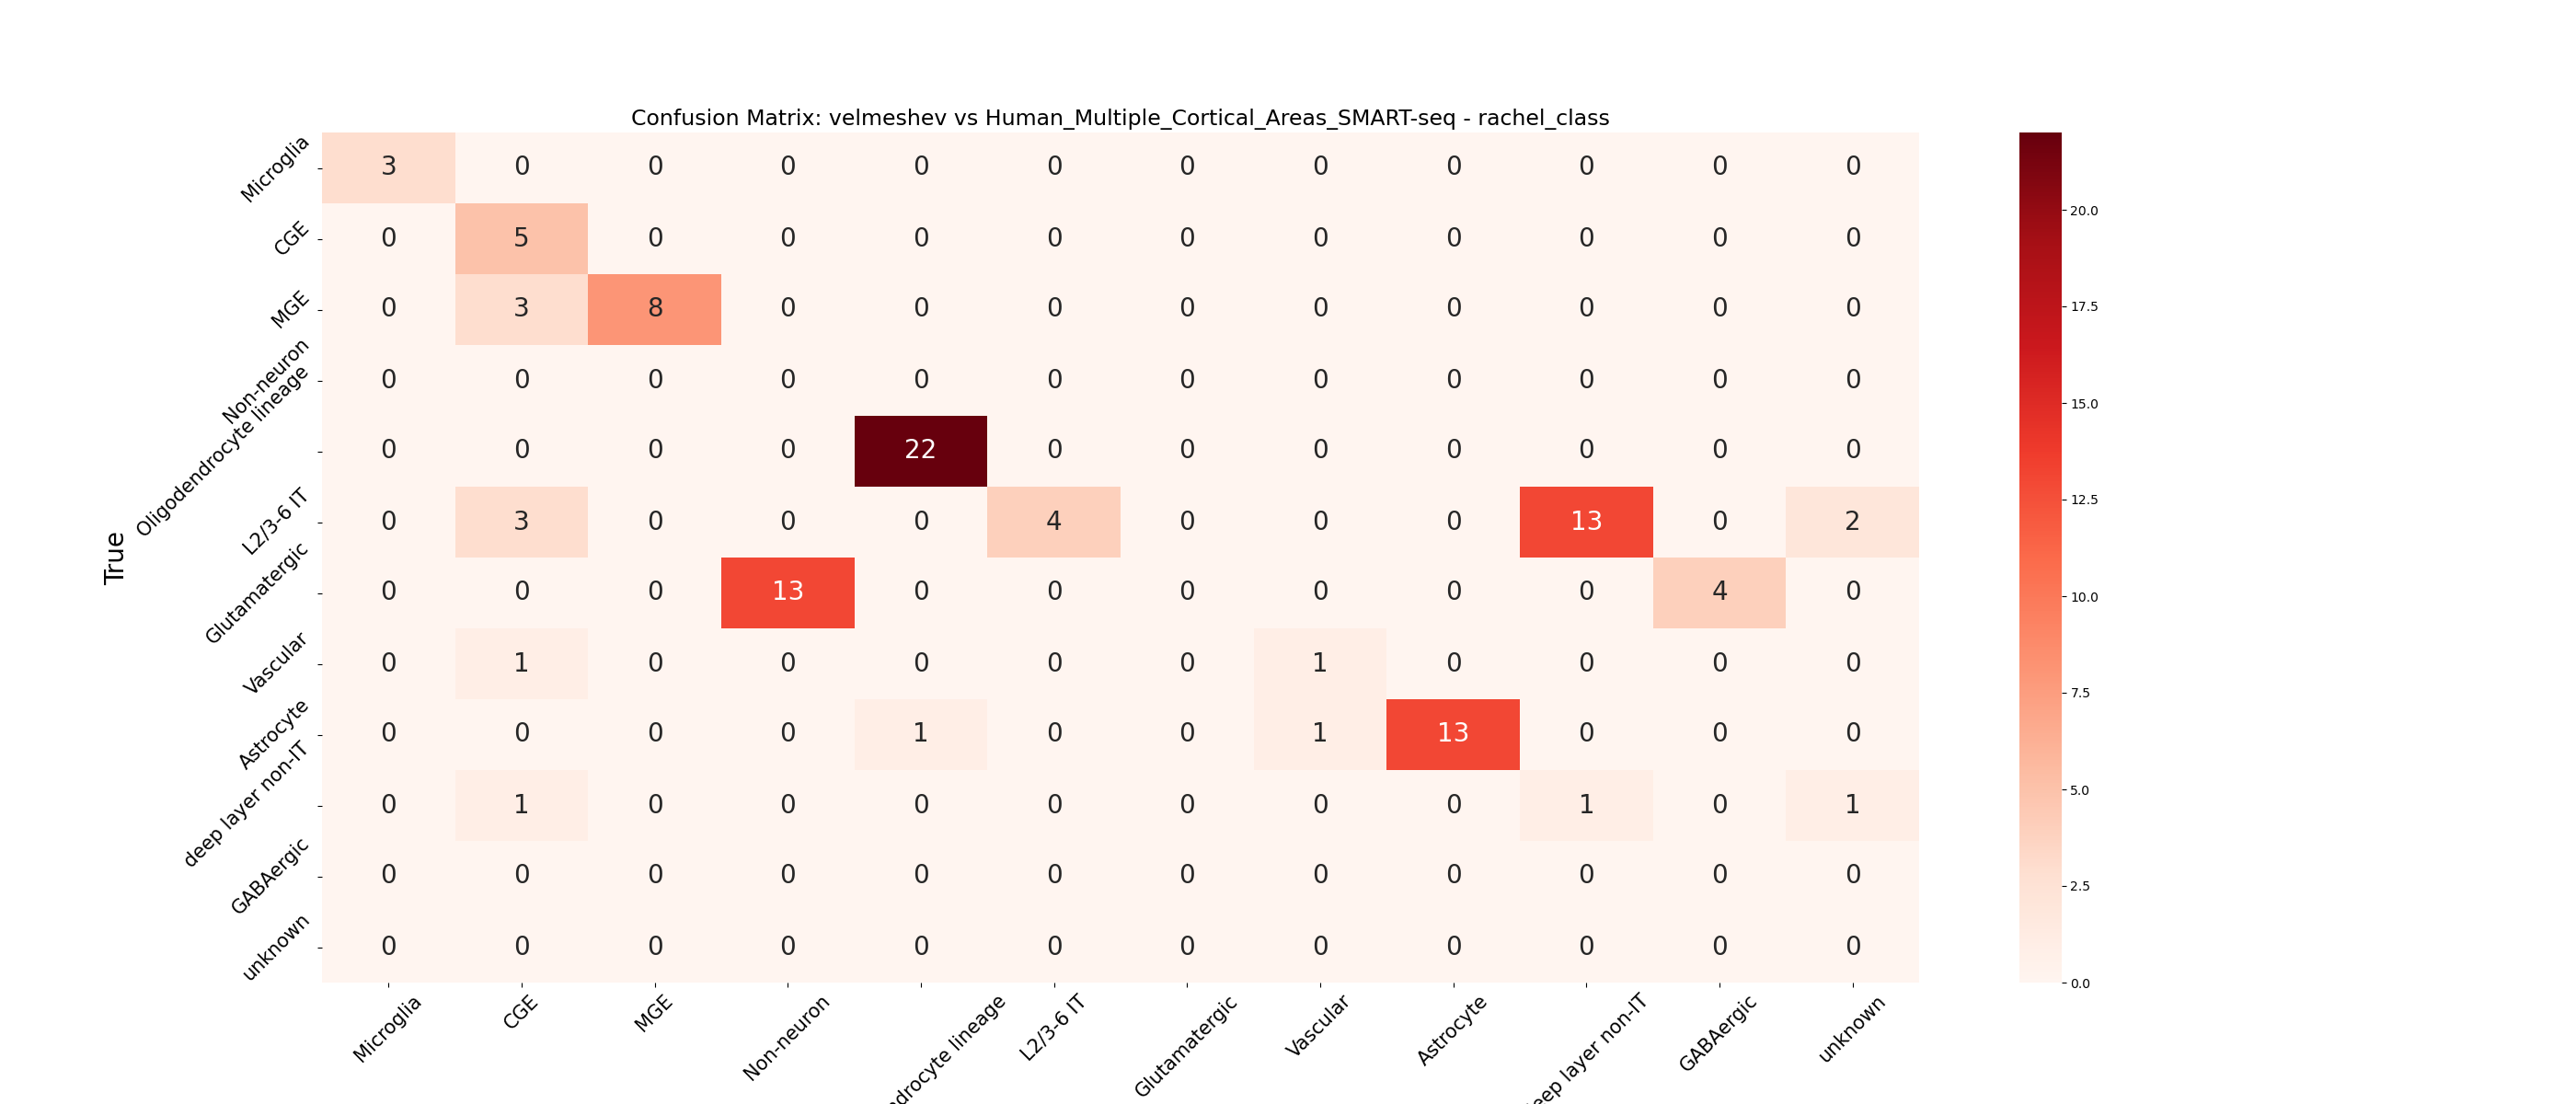 Confusion Matrix: velmeshev vs Human_Multiple_Cortical_Areas_SMART-seq - rachel_class
True
Microglia 3 0 0 0 0 0 0 0 0 0 0 0
CGE 0 5 0 0 0 0 0 0 0 0 0 0
MGE 0 3 8 0 0 0 0 0 0 0 0 0
Non-neuron 0 0 0 0 0 0 0 0 0 0 0 0
Oligodendrocyte lineage 0 0 0 0 22 0 0 0 0 0 0 0
L2/3-6 IT 0 3 0 0 0 4 0 0 0 13 0 2
Glutamatergic 0 0 0 13 0 0 0 0 0 0 4 0
Vascular 0 1 0 0 0 0 0 1 0 0 0 0
Astrocyte 0 0 0 0 1 0 0 1 13 0 0 0
deep layer non-IT 0 1 0 0 0 0 0 0 0 1 0 1
GABAergic 0 0 0 0 0 0 0 0 0 0 0 0
unknown 0 0 0 0 0 0 0 0 0 0 0 0
Microglia CGE MGE Non-neuron lineage L2/3-6 IT Glutamatergic Vascular Astrocyte layer non-IT GABAergic unknown
20.0
17.5
15.0
12.5
10.0
7.5
5.0
2.5
0.0